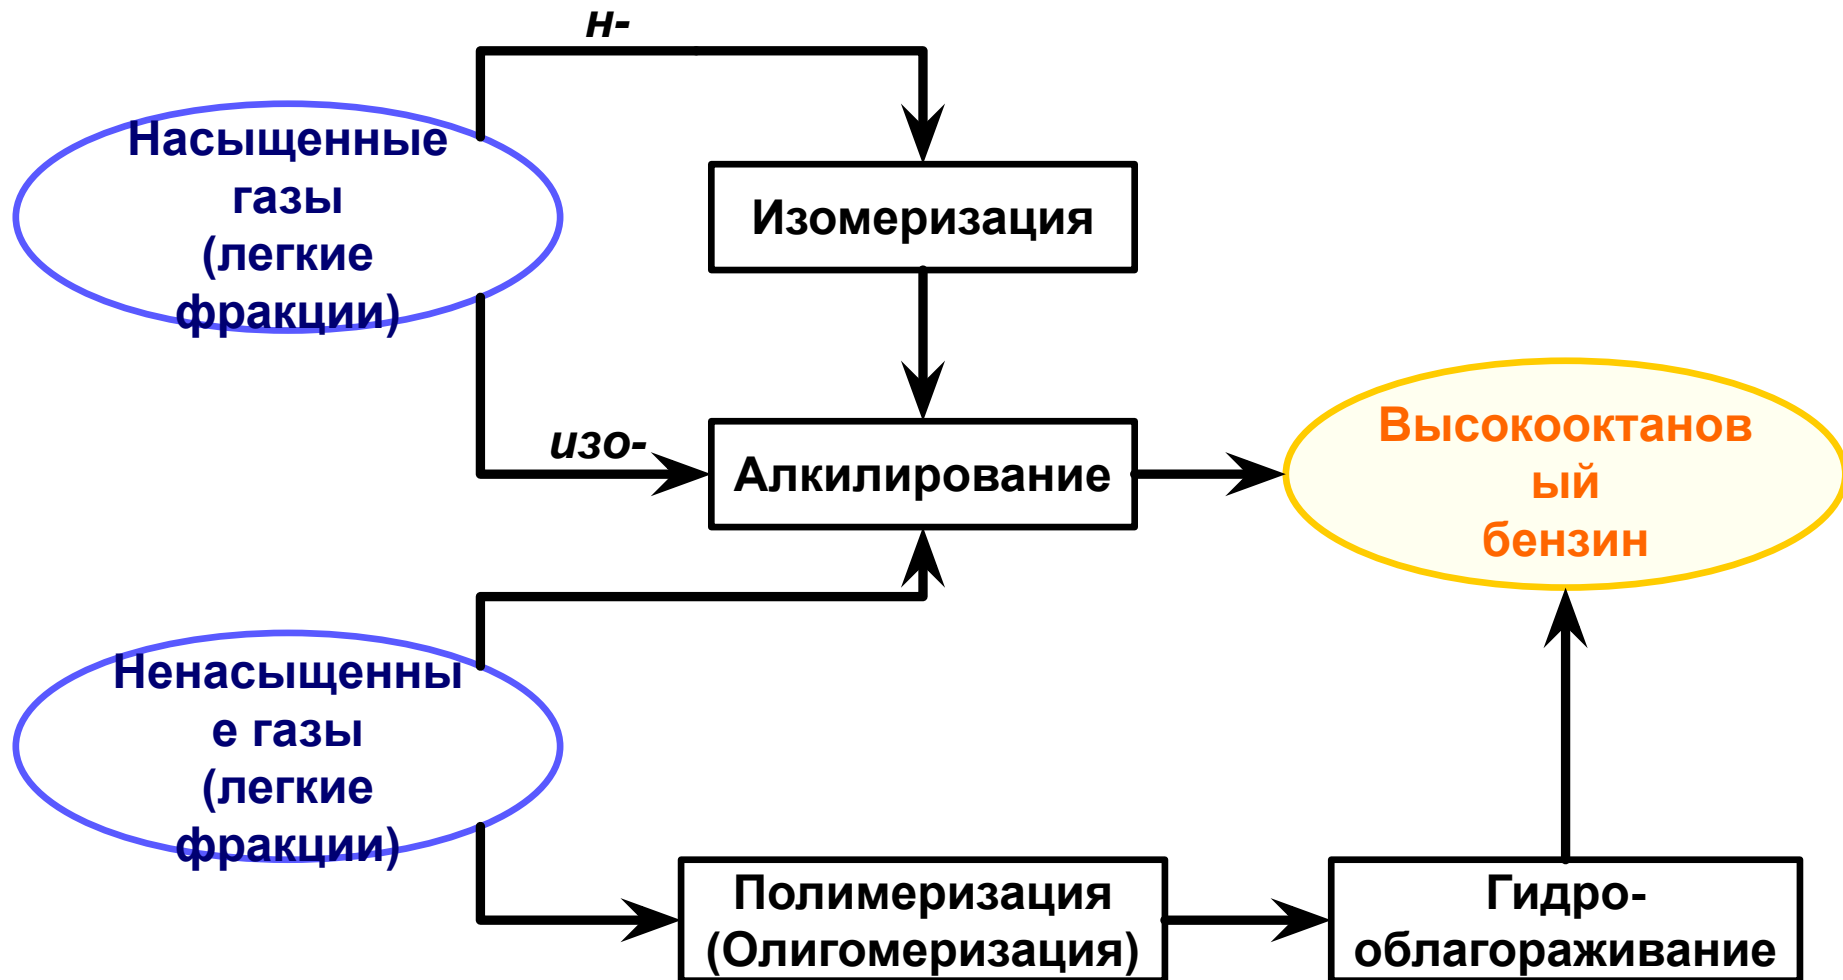 н-
Насыщенные
газы
(легкие
фракции)
Изомеризация
изо-
Алкилирование
Высокооктанов
ый
бензин
Ненасыщенны
е газы
(легкие
фракции)
Полимеризация
(Олигомеризация)
Гидро-
облагораживание